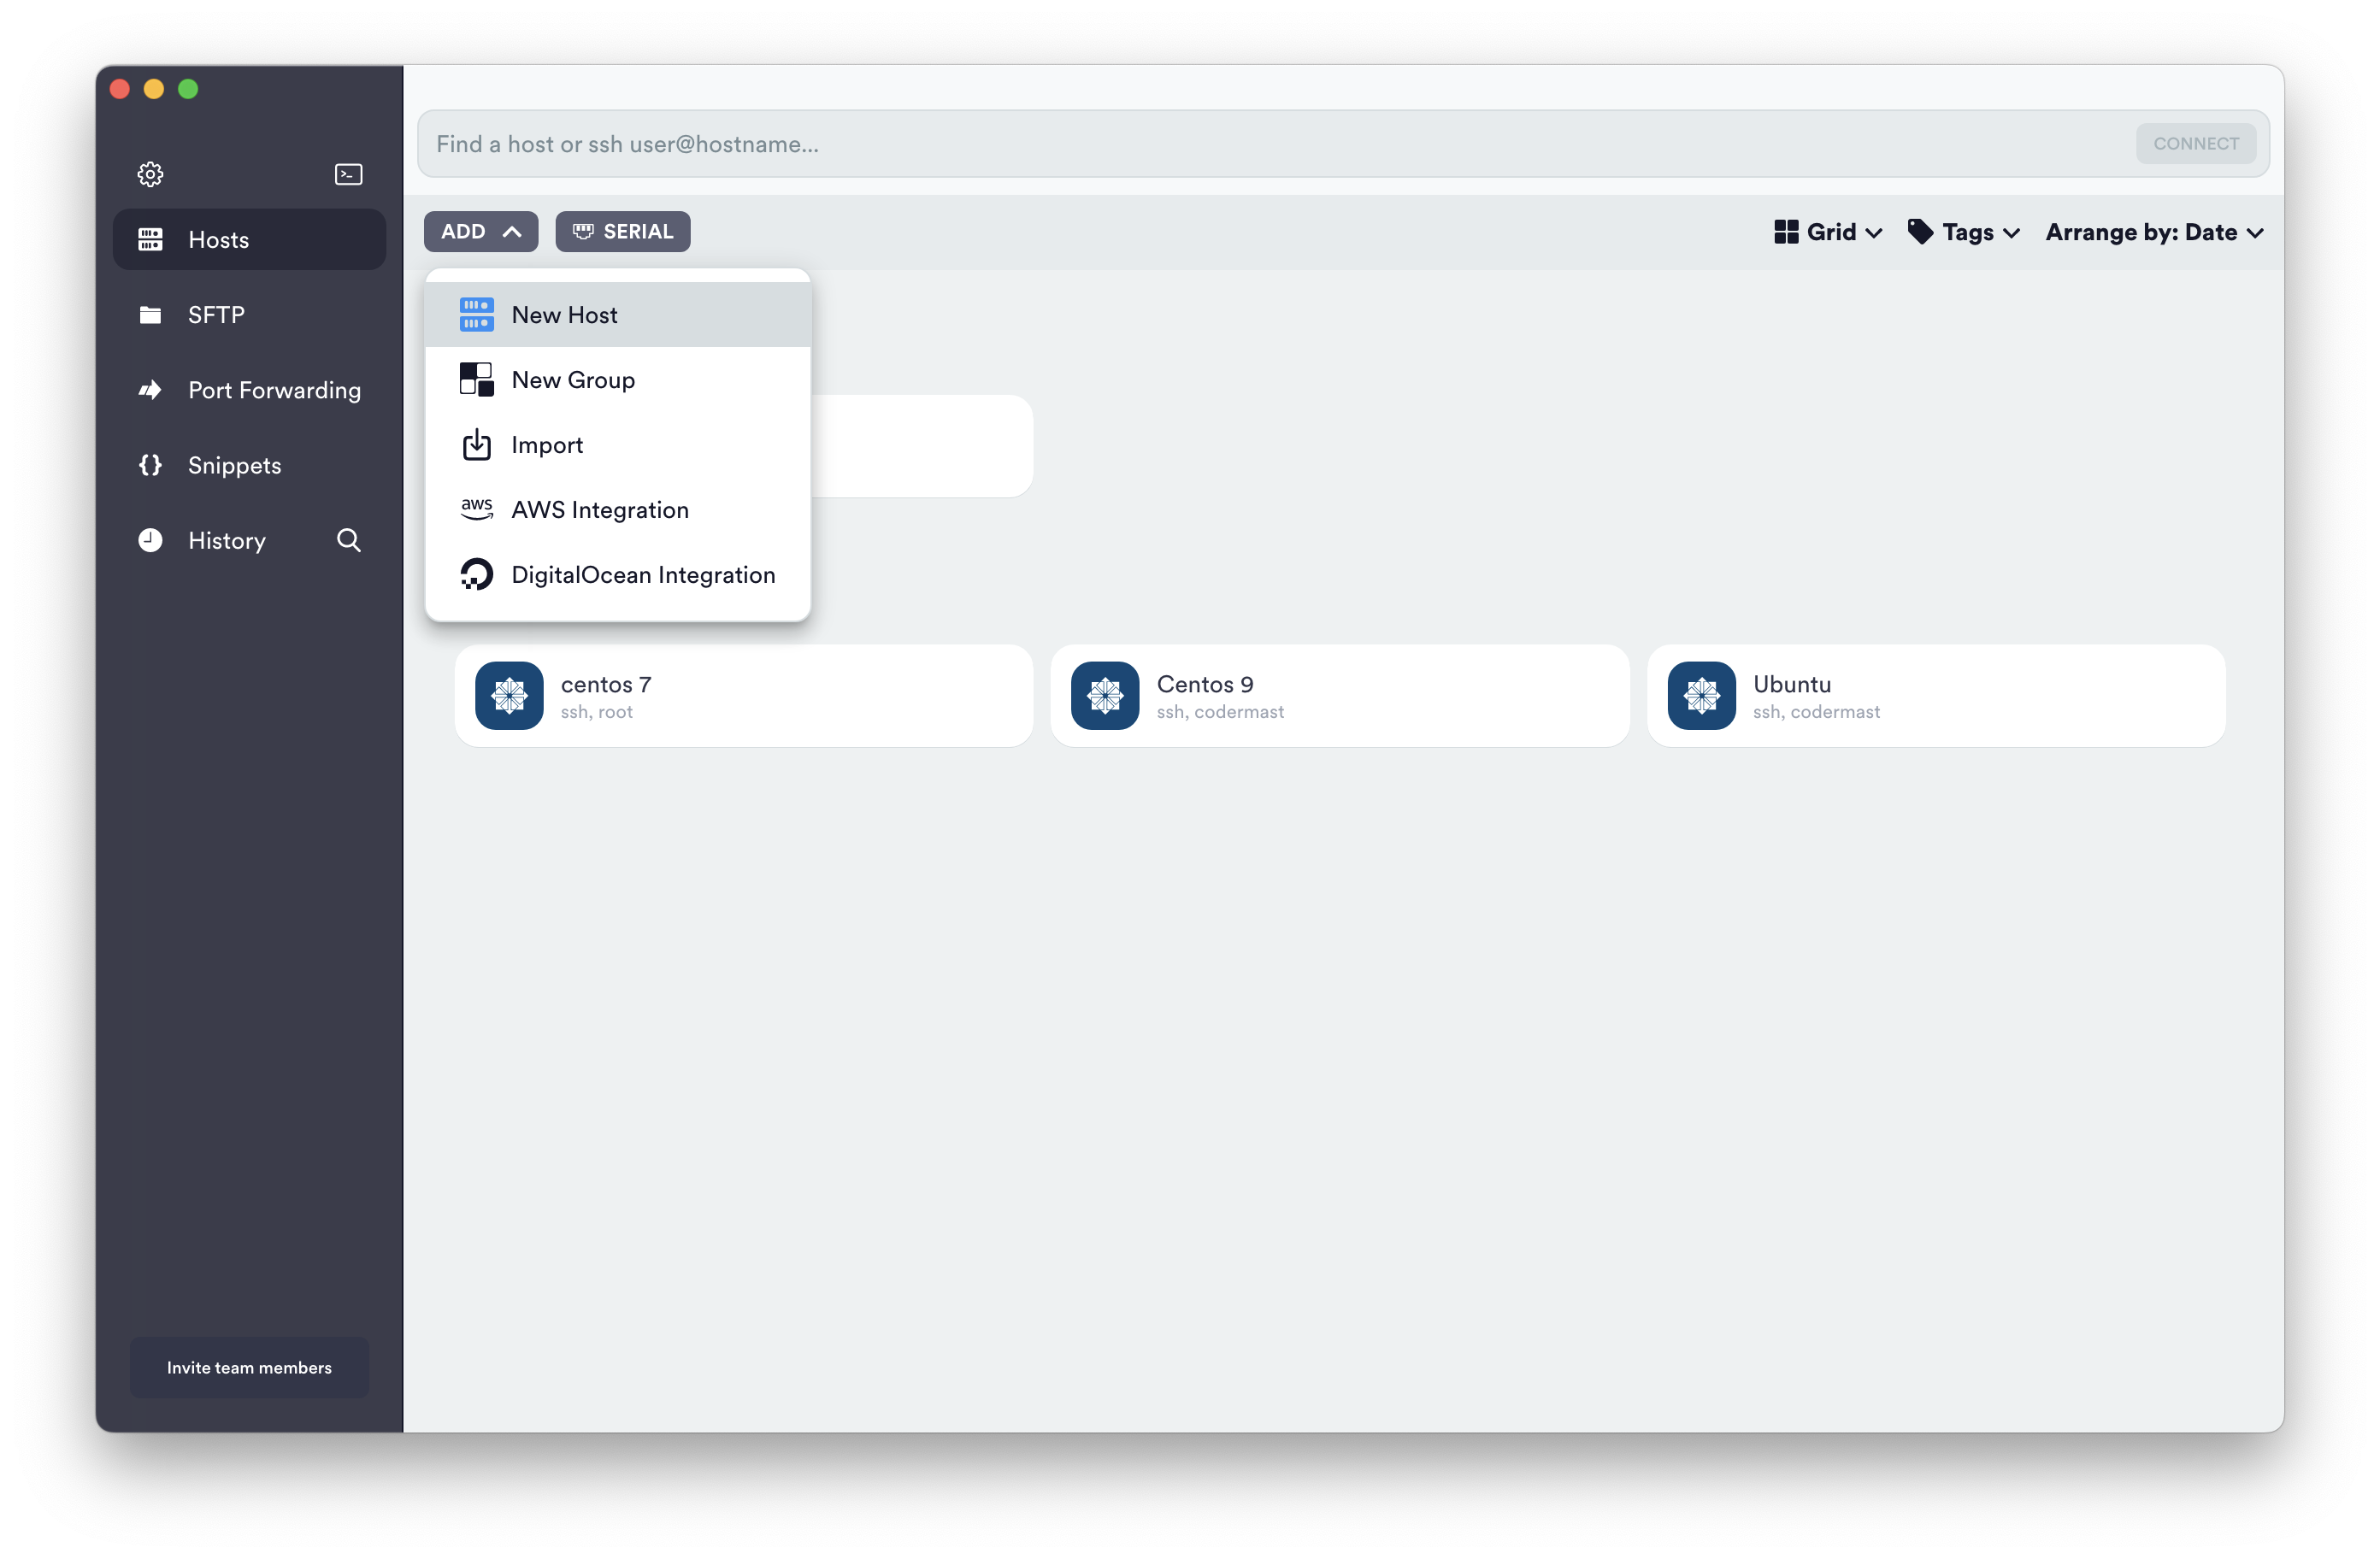 Find a host or ssh user@hostname...
CONNECT
ADD
SERIAL
Grid
Tags
Arrange by: Date
Hosts
SFTP
Port Forwarding
{} Snippets
History
Invite team members
New Host
New Group
Import
aws AWS Integration
DigitalOcean Integration
centos 7
ssh, root
Centos 9
ssh, codermast
Ubuntu
ssh, codermast